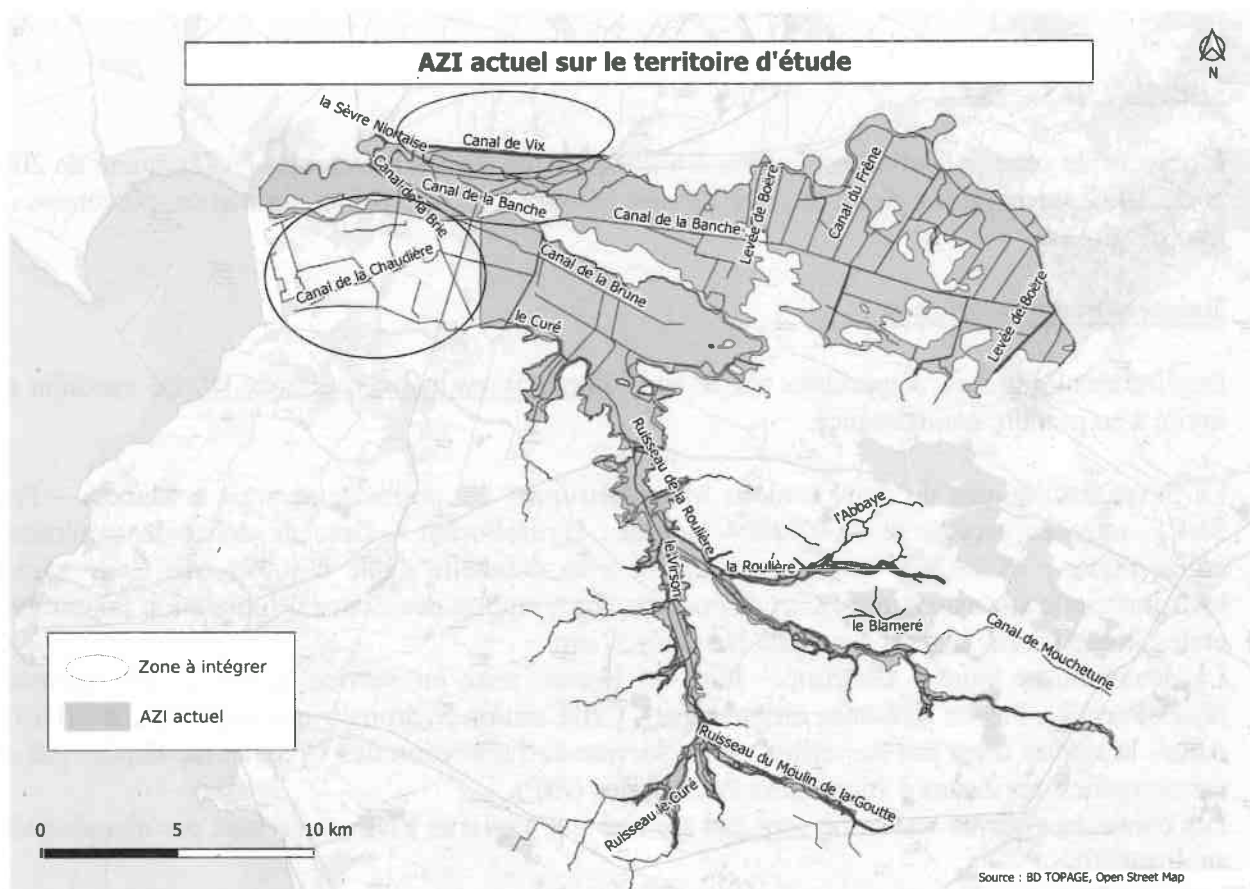 AZI actuel sur le territoire d'étude
N
la Sèvre Niortaise
Canal de Vix
Canal de la Banche
Canal de la Brie
Canal de la Banche
Levée de Boère
Canal du Frêne
Canal de la Chaudière
Canal de la Brune
le Curé
Levée de Boère
Ruisseau de la Roulière
l'Abbaye
la Roulière
le Virson
le Blameré
Canal de Mouchetune
Ruisseau du Moulin de la Goutte
Ruisseau le Curé
Zone à intégrer
AZI actuel
0 5 10 km
Source : BD TOPAGE, Open Street Map